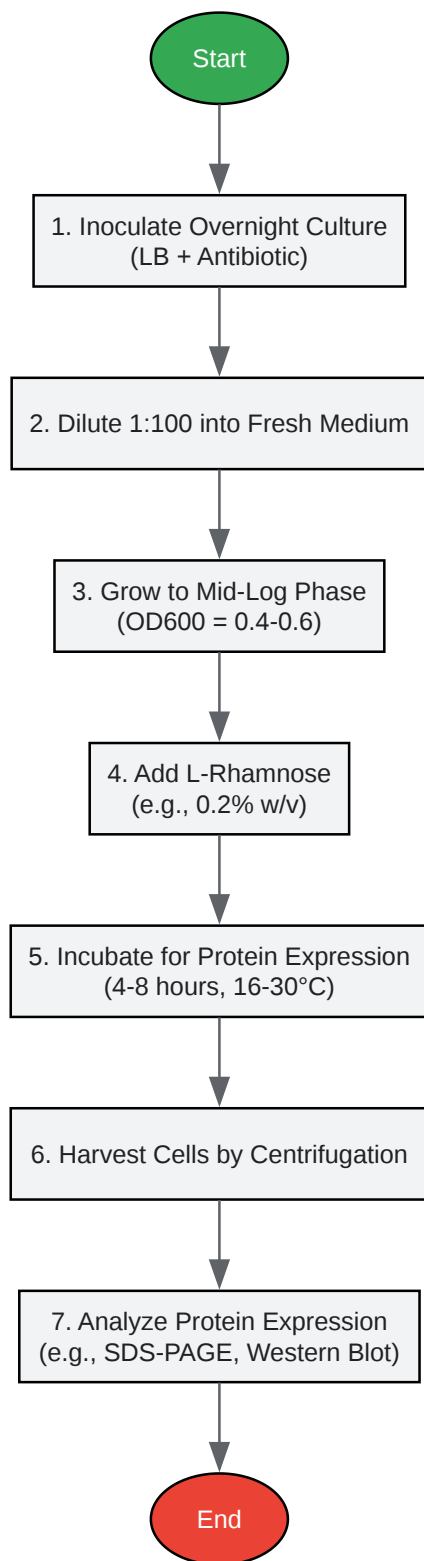 Start
1. Inoculate Overnight Culture
(LB + Antibiotic)
2. Dilute 1:100 into Fresh Medium
3. Grow to Mid-Log Phase
(OD600 = 0.4-0.6)
4. Add L-Rhamnose
(e.g., 0.2% w/v)
5. Incubate for Protein Expression
(4-8 hours, 16-30°C)
6. Harvest Cells by Centrifugation
7. Analyze Protein Expression
(e.g., SDS-PAGE, Western Blot)
End